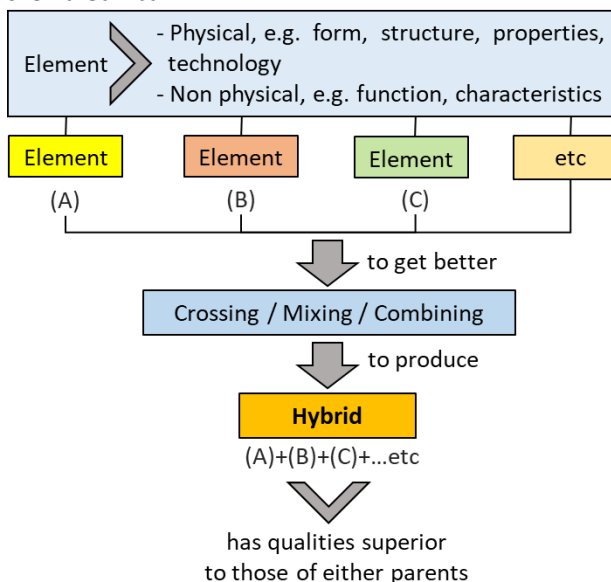 - Physical, e.g. form, structure, properties,
Element
technology
- Non physical, e.g. function, characteristics
Element
Element
Element
etc
(A)
(B)
(C)
to get better
Crossing / Mixing / Combining
to produce
Hybrid
(A)+(B)+(C)+...etc
has qualities superior
to those of either parents